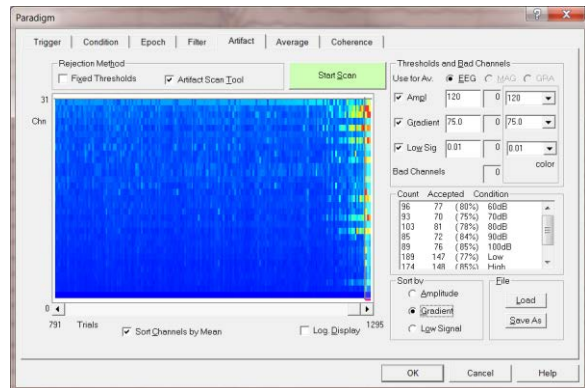 Paradigm
Trigger Condition Epoch Filter Artifact Average Coherence
Rejection Method
Fixed Thresholds
Artifact Scan Tool
Start Scan
31
Chn
0
791 Trials 1295
Sort Channels by Mean
Log. Display
Thresholds and Bad Channels
Use for Av. EEG MAG GRA
Ampl 120 0 120
Gradient 75.0 0 75.0
Low Sig 0.01 0 0.01
Bad Channels 0 color
Count Accepted Condition
96 77 (80%) 60dB
93 70 (75%) 70dB
103 81 (78%) 80dB
85 72 (84%) 90dB
89 76 (85%) 100dB
189 147 (77%) Low
174 148 (85%) High
Sort by
Amplitude
Gradient
Low Signal
File
Load
Save As
OK Cancel Help